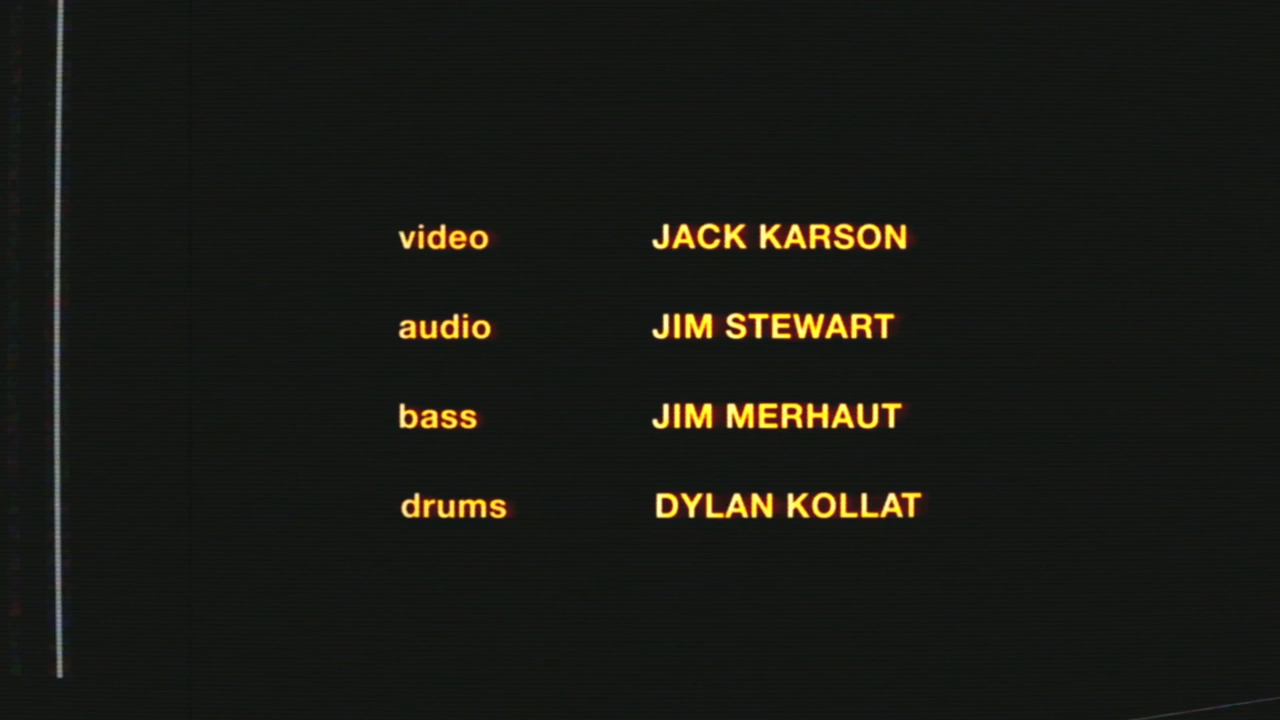 video JACK KARSON
audio JIM STEWART
bass JIM MERHAUT
drums DYLAN KOLLAT